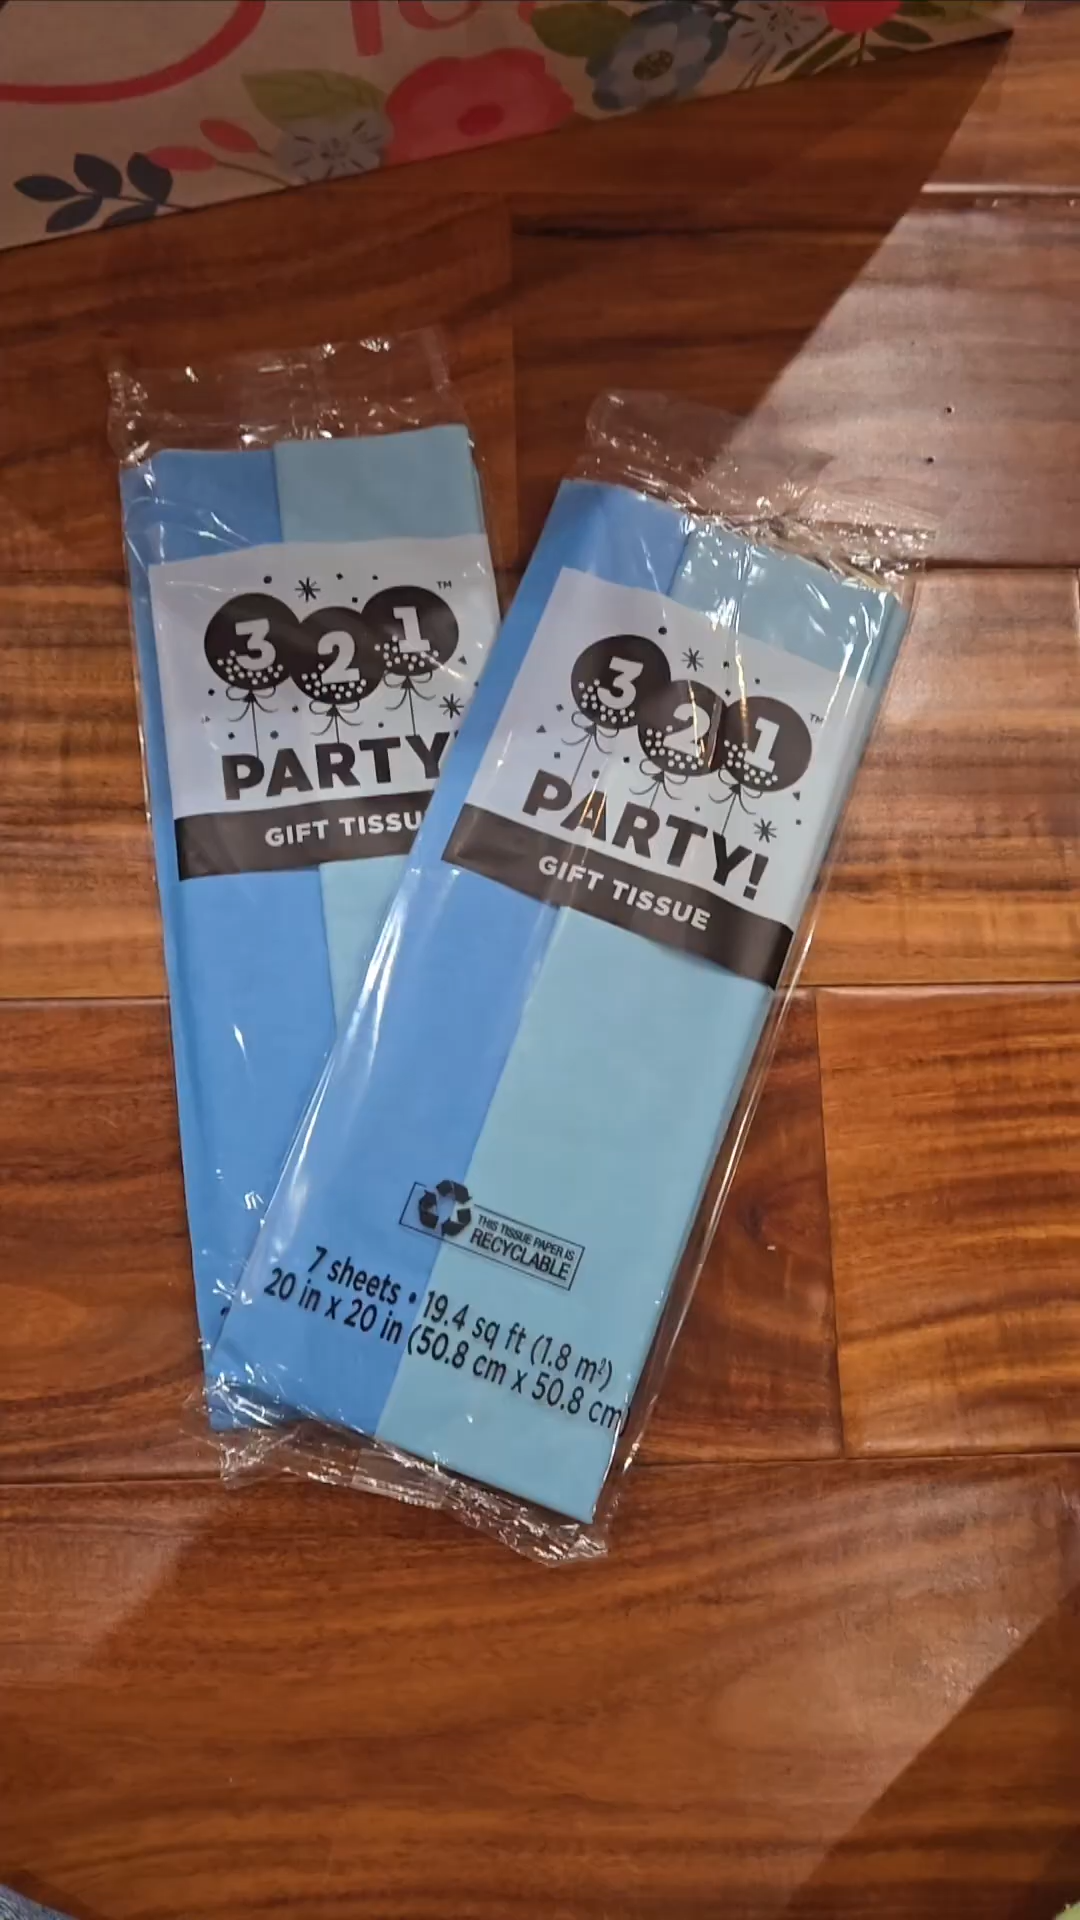 3 2 1 ™
PARTY
GIFT TISSU
3 2 1 ™
PARTY!
GIFT TISSUE
THIS TISSUE PAPER IS
RECYCLABLE
7 sheets • 19.4 sq ft (1.8 m²)
20 in x 20 in (50.8 cm x 50.8 cm)